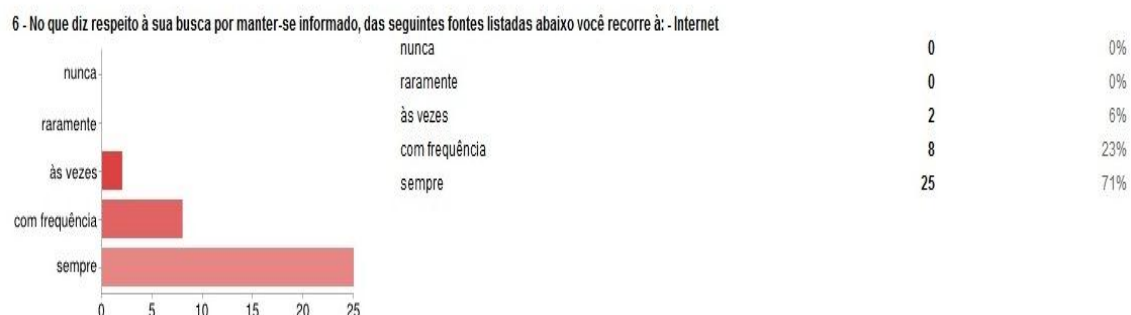 6 - No que diz respeito à sua busca por manter-se informado, das seguintes fontes listadas abaixo você recorre à: - Internet
nunca
raramente
às vezes
com frequência
sempre
0 5 10 15 20 25
nunca 0 0%
raramente 0 0%
às vezes 2 6%
com frequência 8 23%
sempre 25 71%